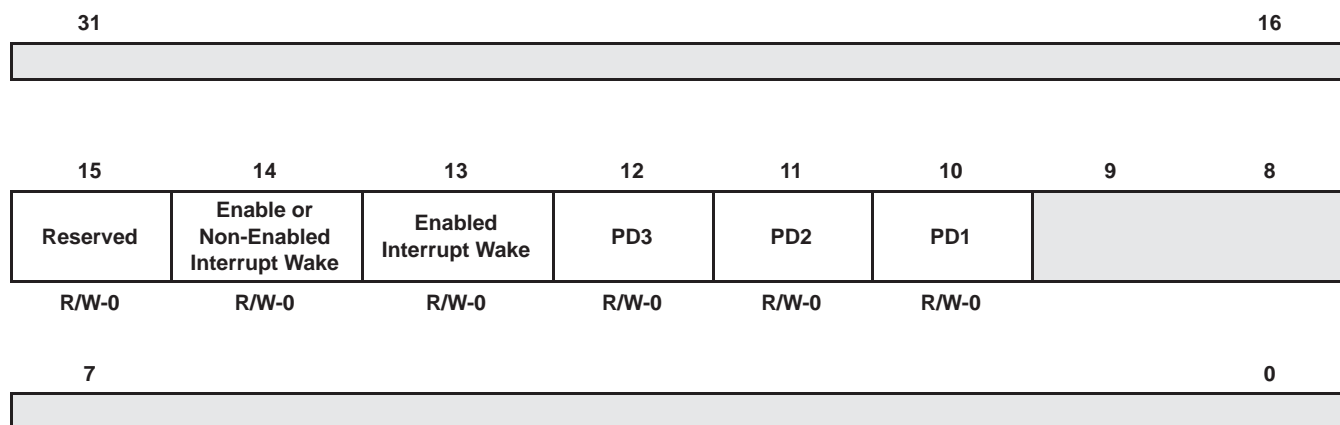 31 16
15 14 13 12 11 10 9 8
Reserved
Enable or
Non-Enabled
Interrupt Wake
Enabled
Interrupt Wake
PD3
PD2
PD1
R/W-0 R/W-0 R/W-0 R/W-0 R/W-0 R/W-0
7 0